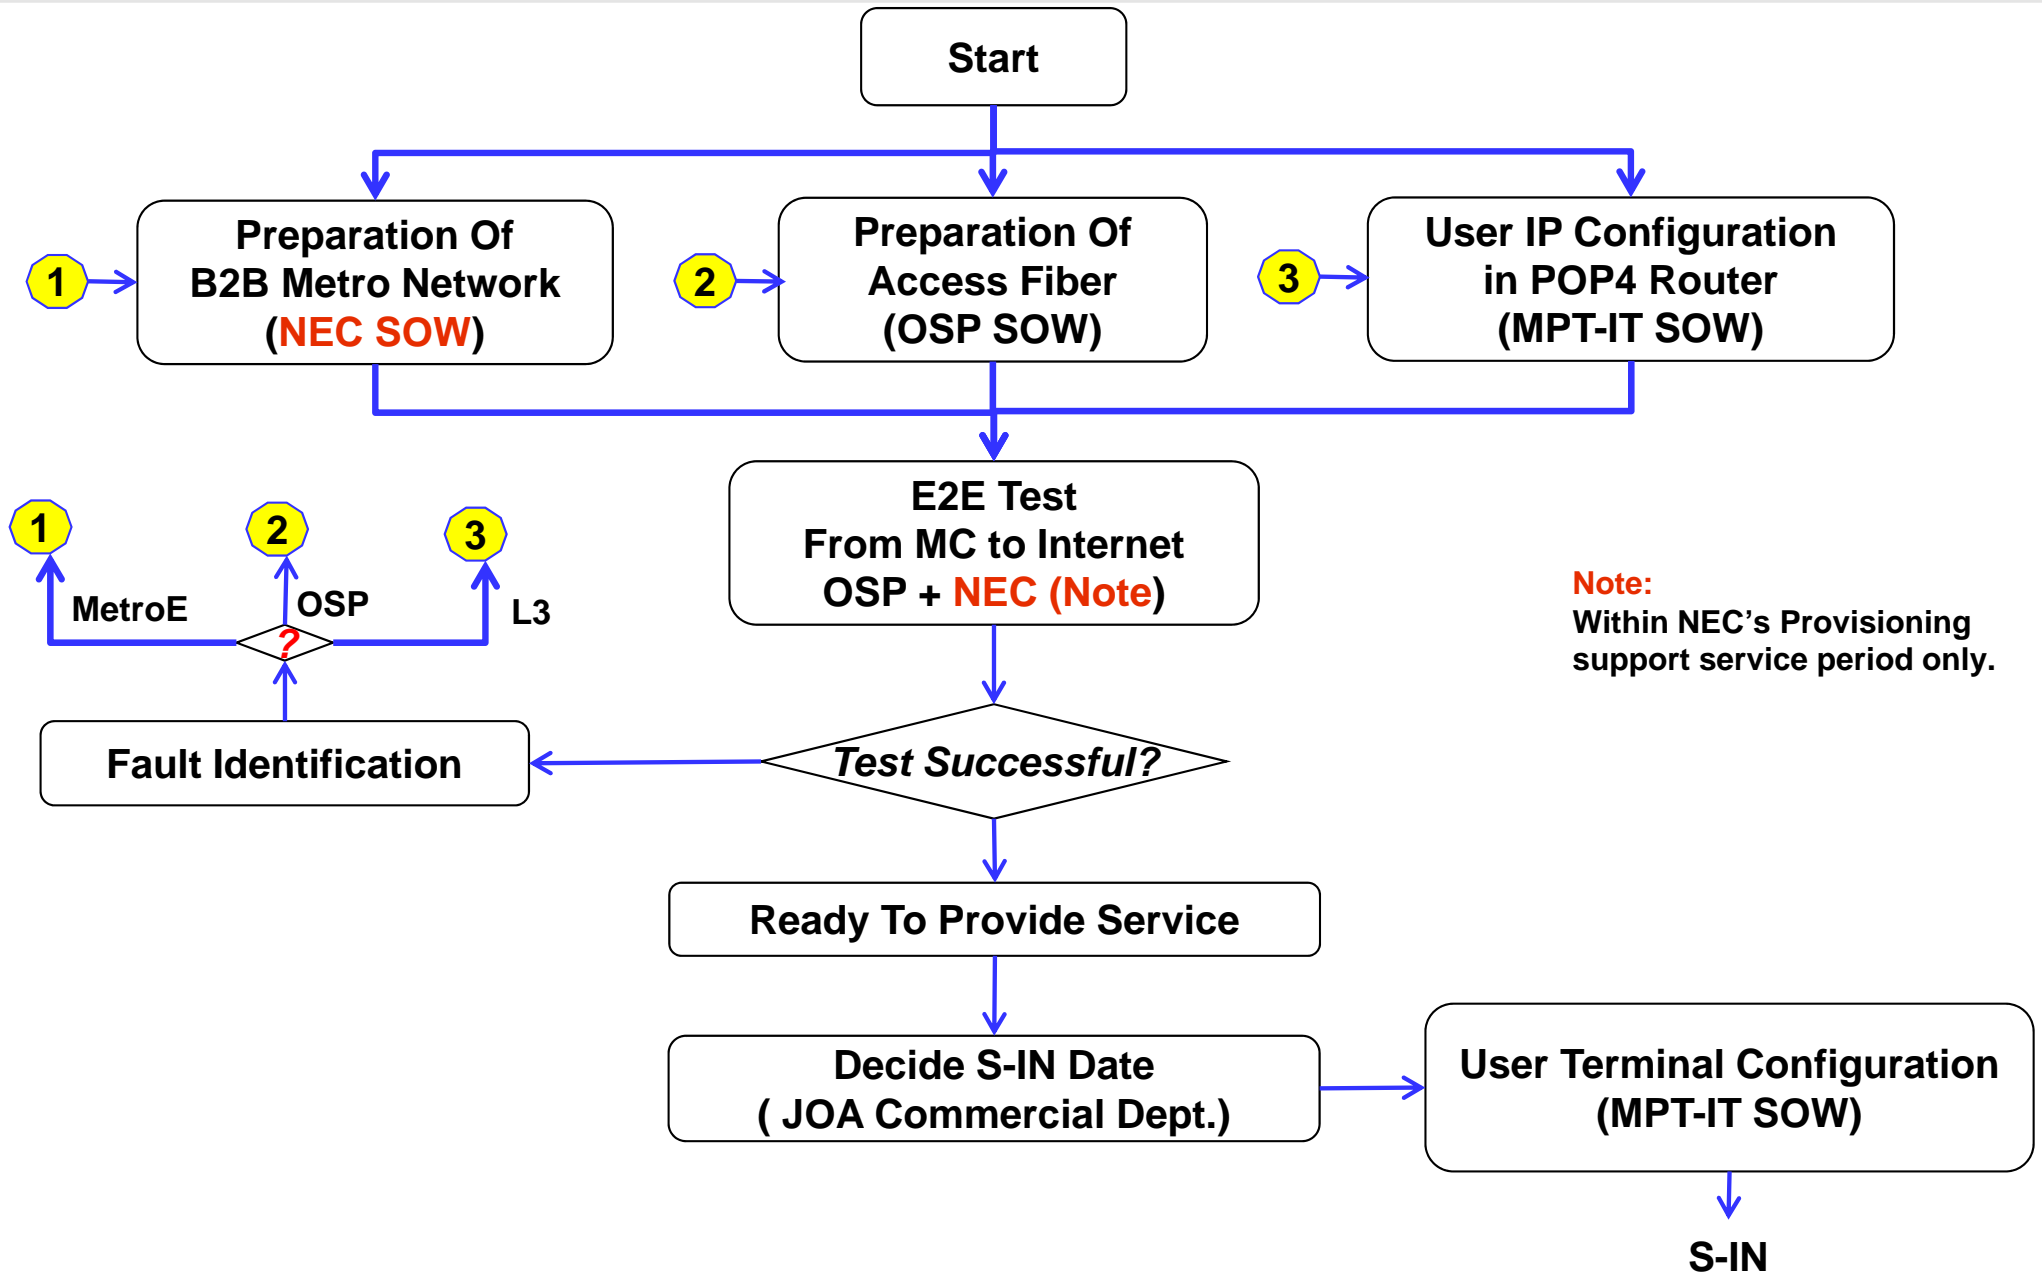 Start
1
Preparation Of
B2B Metro Network
(NEC SOW)
2
Preparation Of
Access Fiber
(OSP SOW)
3
User IP Configuration
in POP4 Router
(MPT-IT SOW)
E2E Test
From MC to Internet
OSP + NEC (Note)
1
2
3
MetroE
OSP
L3
?
Note:
Within NEC’s Provisioning
support service period only.
Fault Identification
Test Successful?
Ready To Provide Service
Decide S-IN Date
( JOA Commercial Dept.)
User Terminal Configuration
(MPT-IT SOW)
S-IN